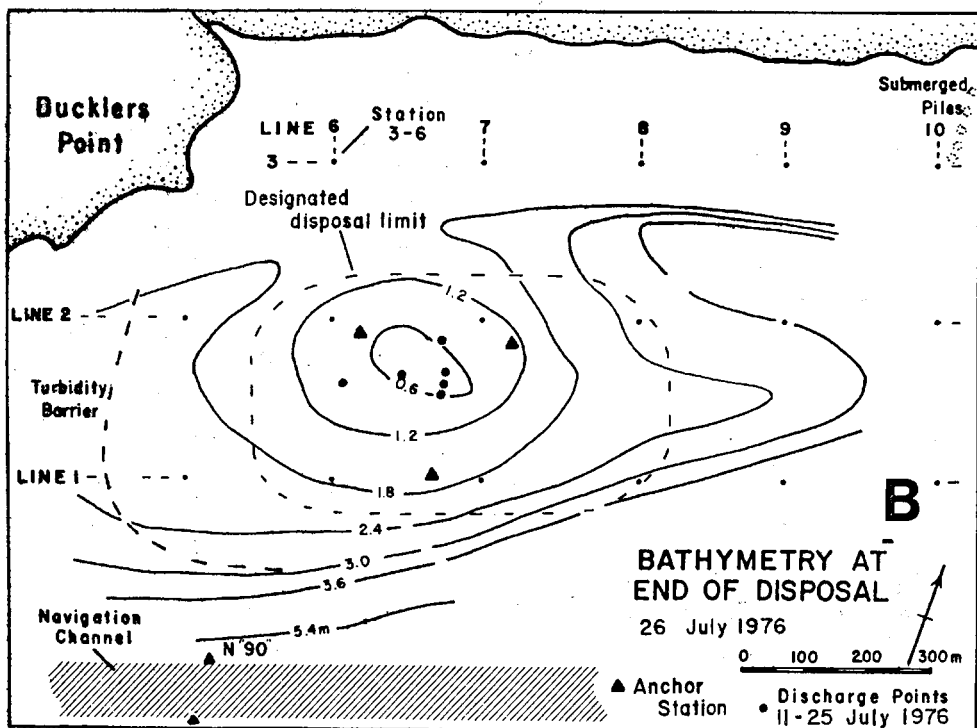 Bucklers
Point
Submerged
Piles
LINE 6
Station
3-6
7
8
9
10
3
Designated
disposal limit
1.2
LINE 2
0.6
Turbidity
Barrier
1.2
LINE 1
1.8
2.4
3.0
3.6
5.4m
B
BATHYMETRY AT
END OF DISPOSAL
26 July 1976
Navigation
Channel
N "90"
0 100 200 300m
Anchor
Station
Discharge Points
11-25 July 1976